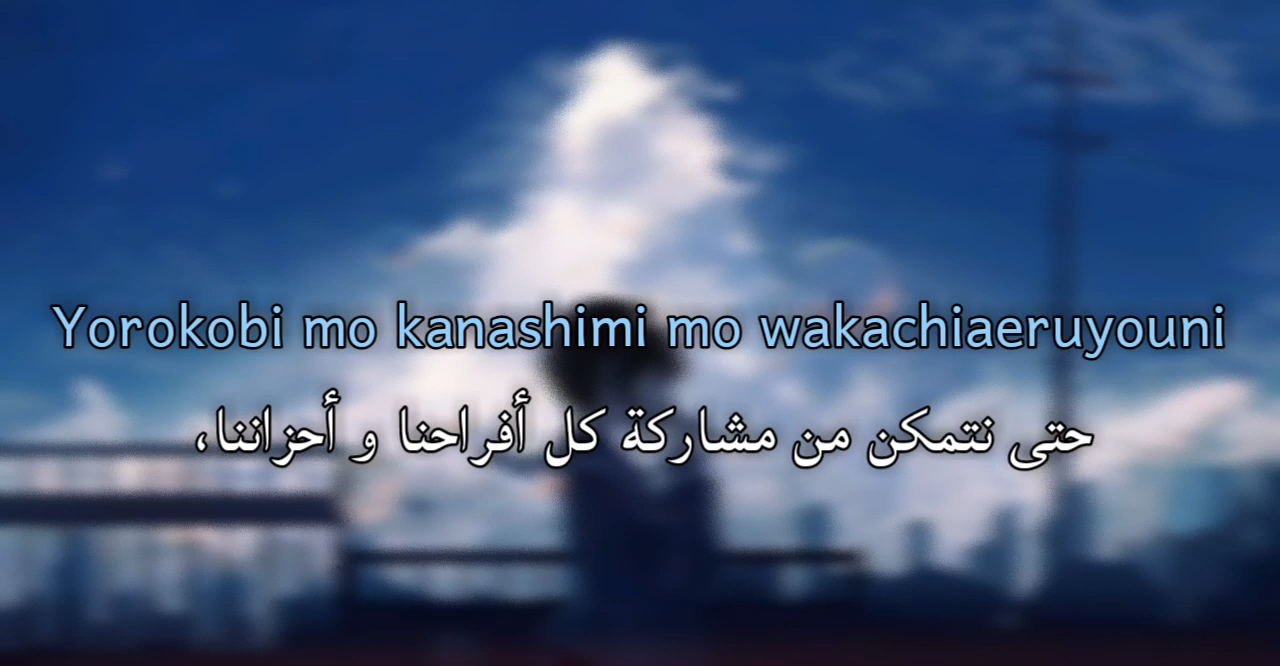 Yorokobi mo kanashimi mo wakachiaeruyouni
حتى نتمكن من مشاركة كل أفراحنا و أحزاننا،